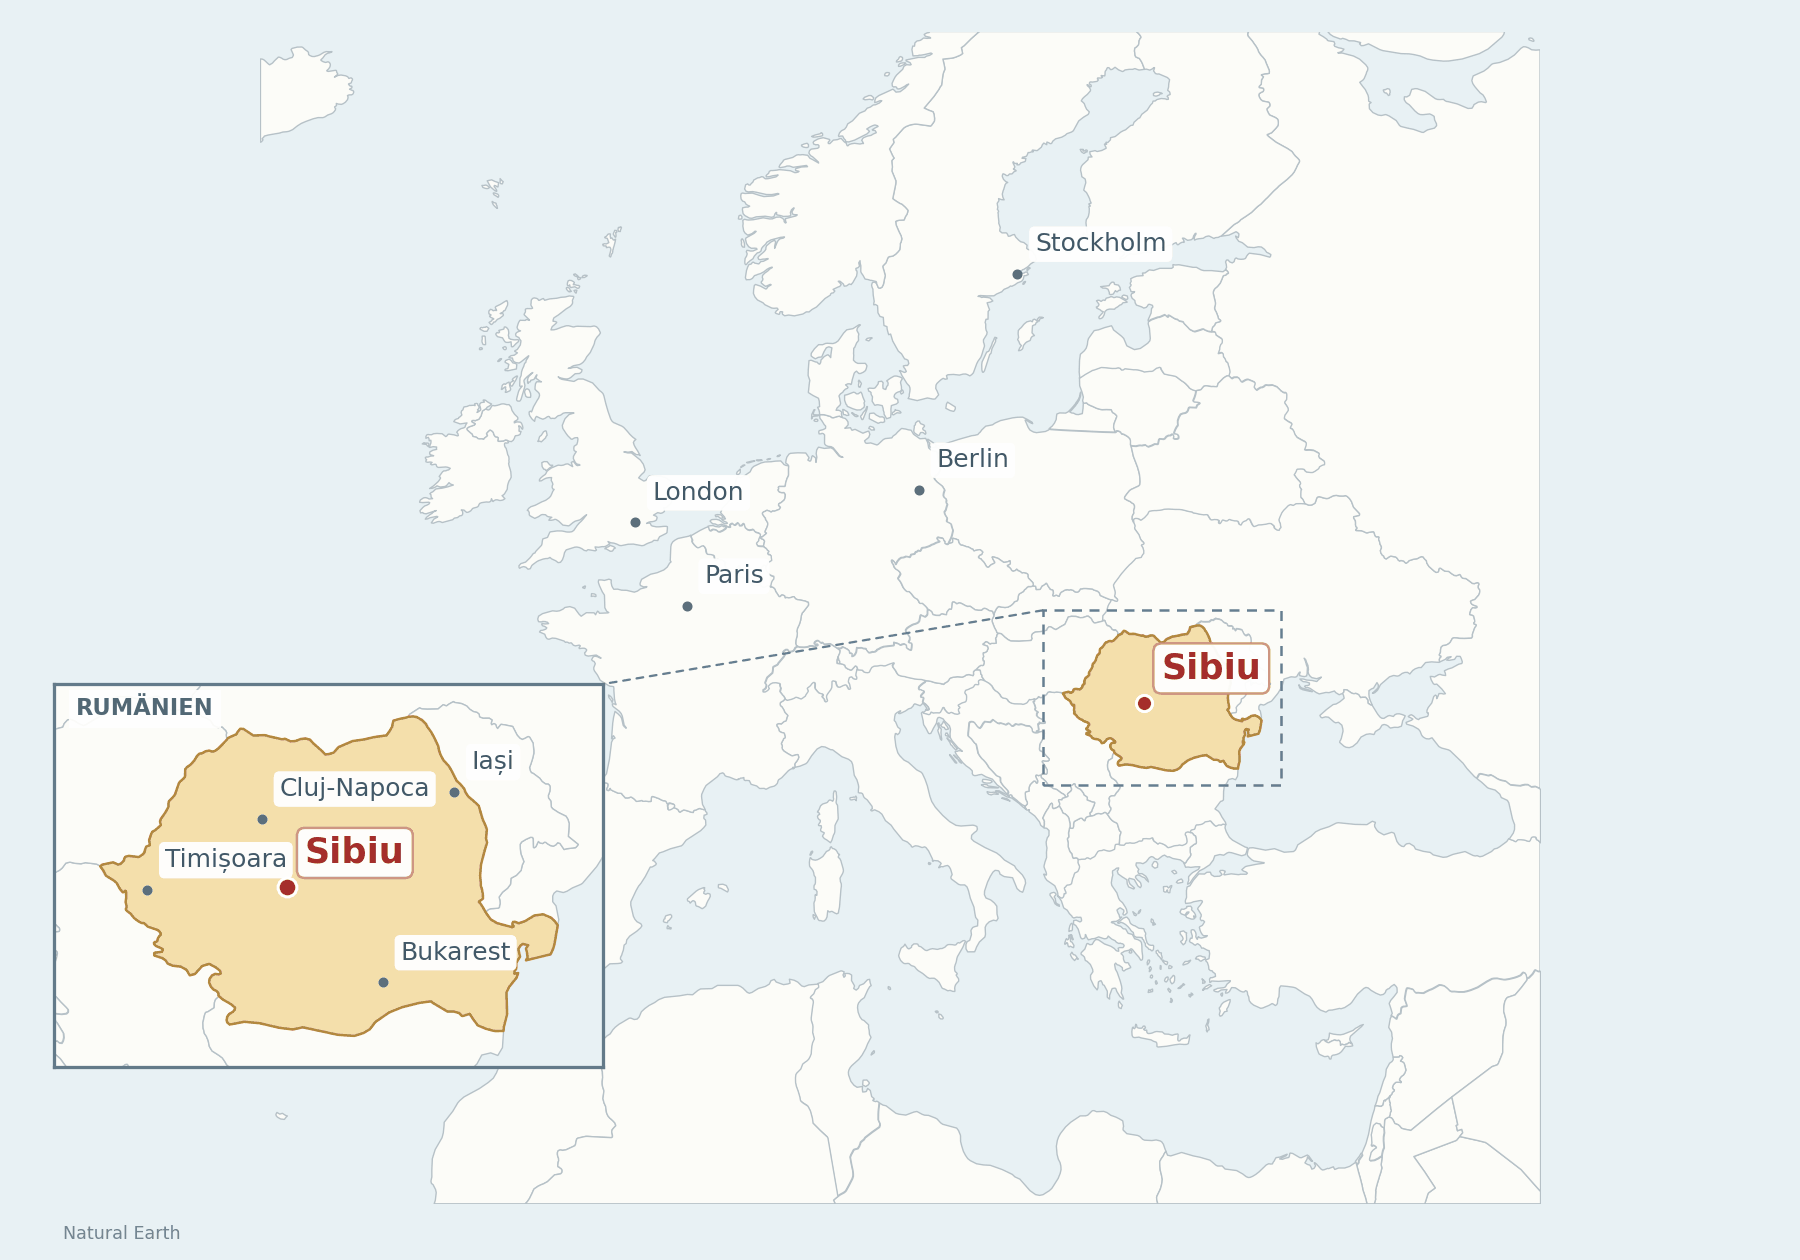 Stockholm
Berlin
London
Paris
Sibiu
RUMÄNIEN
Iași
Cluj-Napoca
Sibiu
Timișoara
Bukarest
Natural Earth